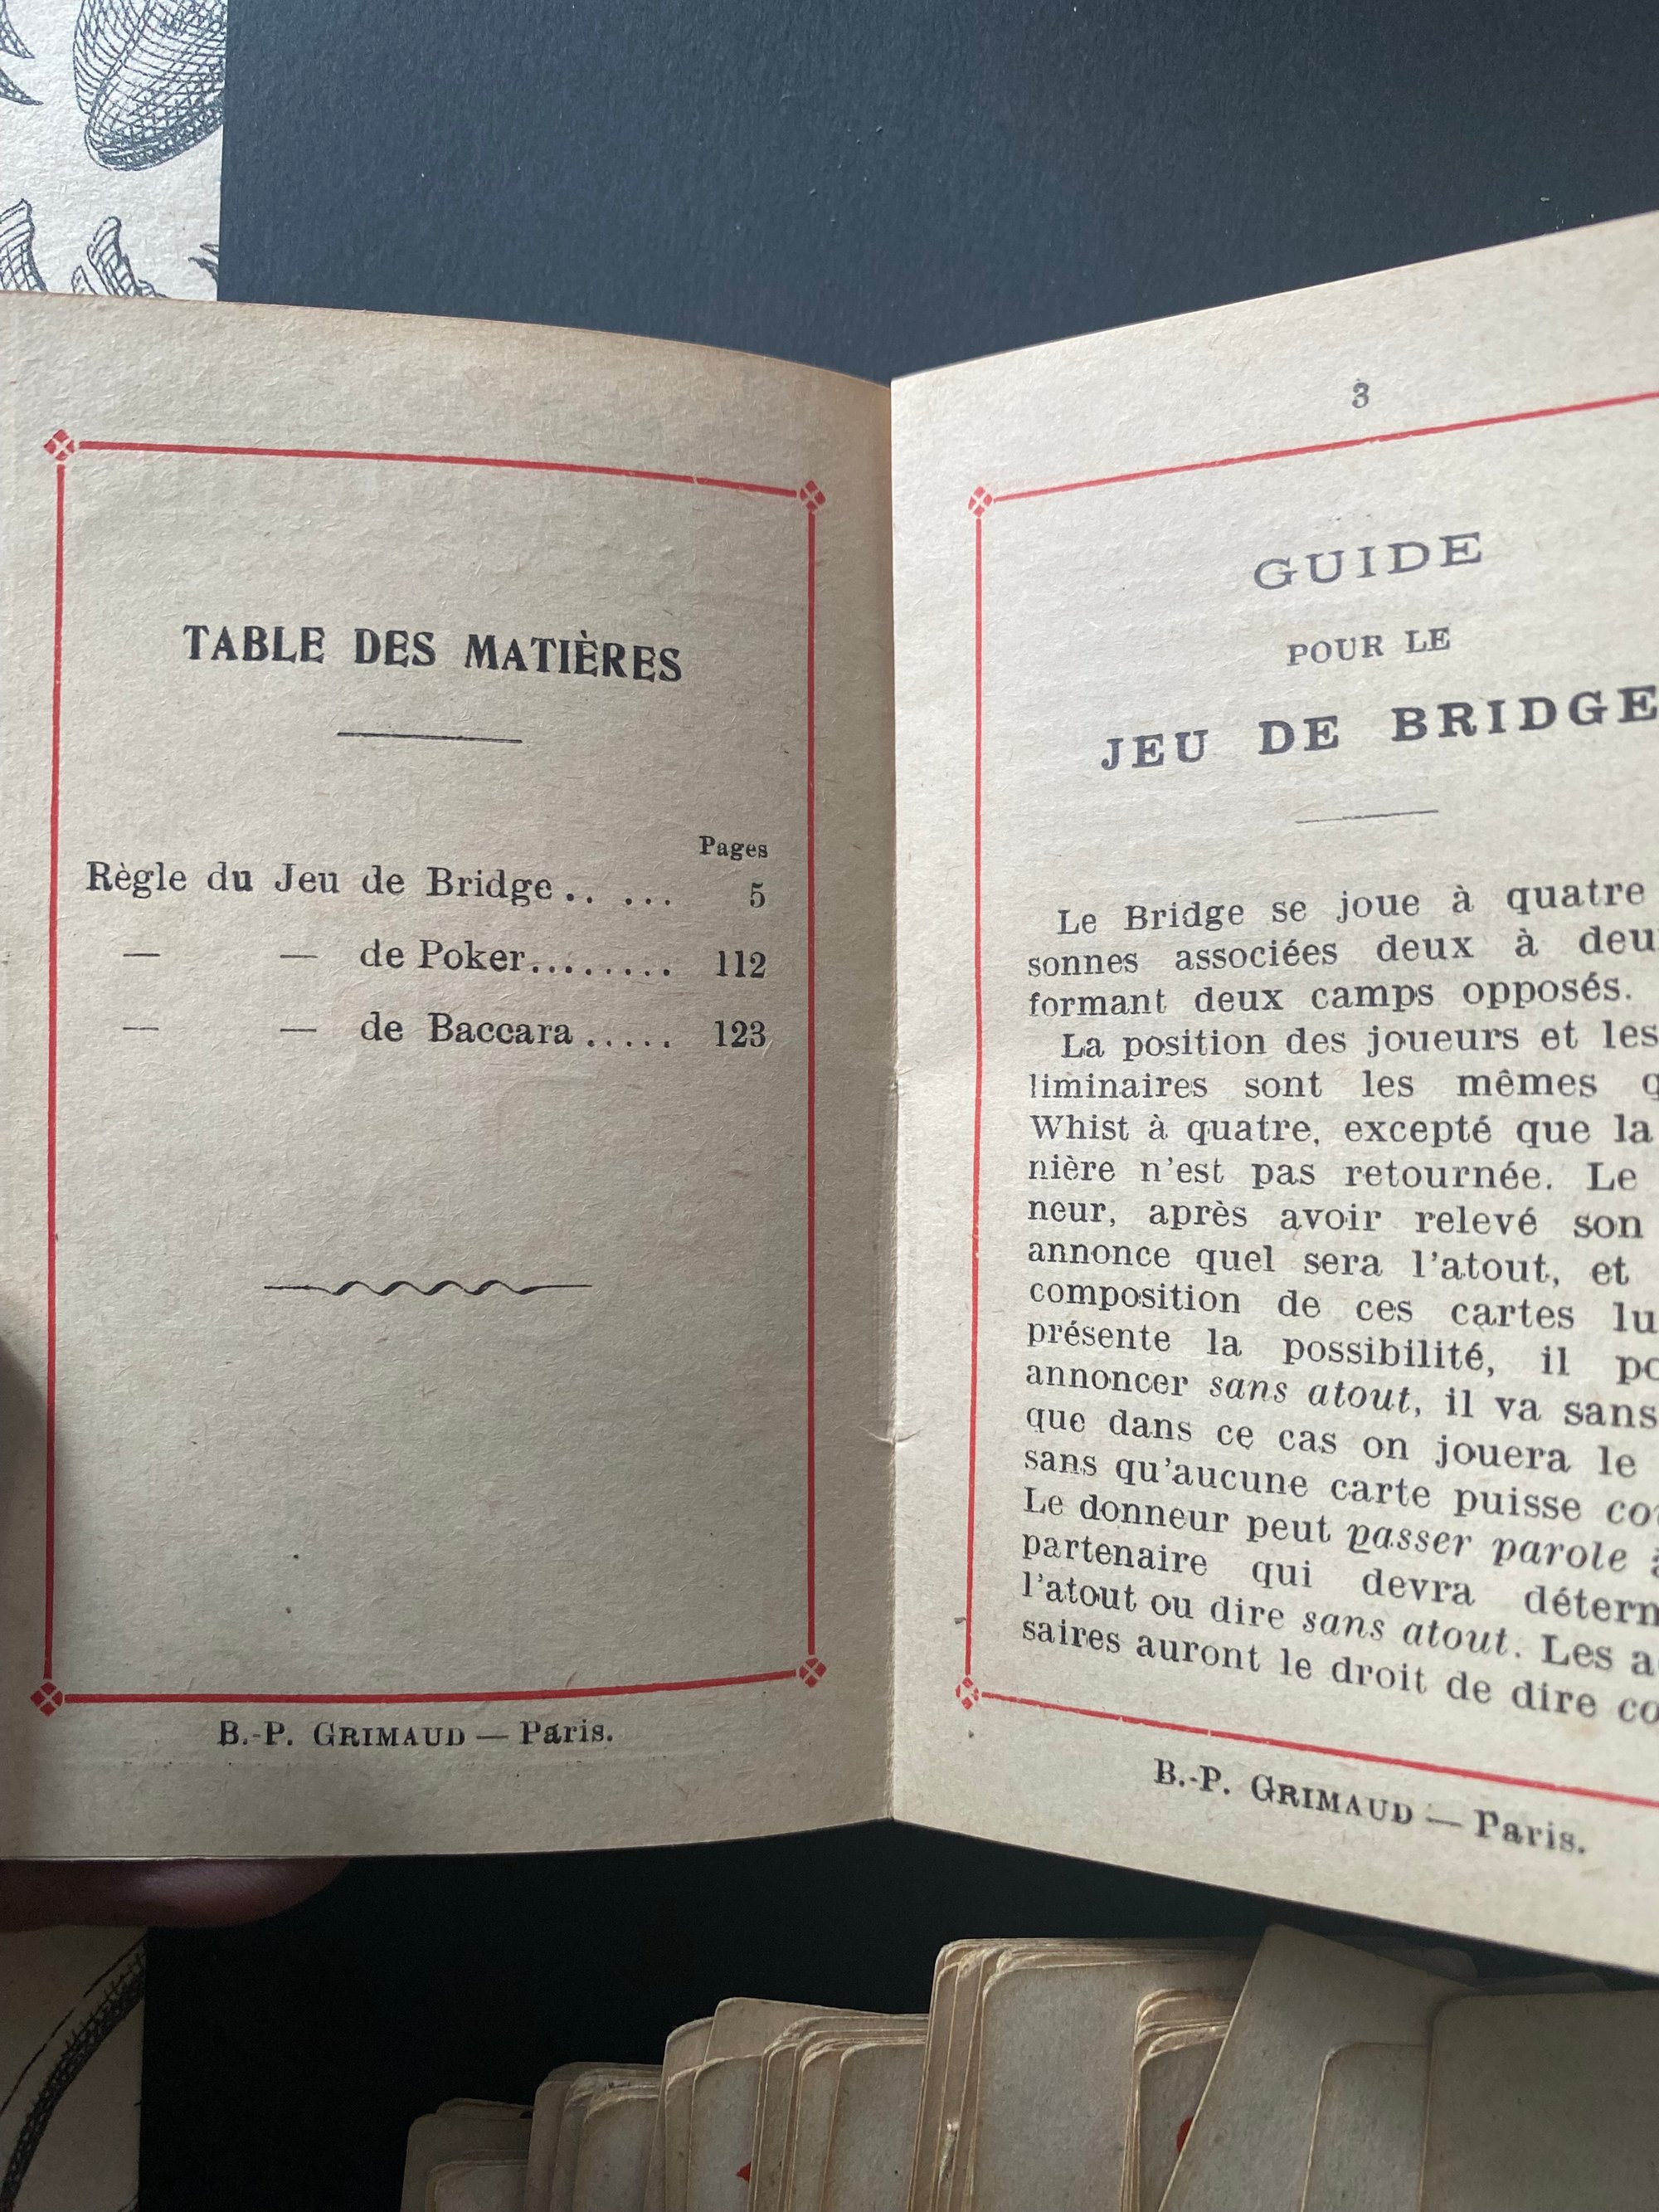 TABLE DES MATIÈRES
Pages
Règle du Jeu de Bridge.. ... 5
— — de Poker........ 112
— — de Baccara..... 123
B.-P. GRIMAUD — Paris.
3
GUIDE
POUR LE
JEU DE BRIDGE
Le Bridge se joue à quatre
sonnes associées deux à deu
formant deux camps opposés.
La position des joueurs et les
liminaires sont les mêmes q
Whist à quatre, excepté que la
nière n'est pas retournée. Le
neur, après avoir relevé son
annonce quel sera l'atout, et
composition de ces cartes lu
présente la possibilité, il po
annoncer sans atout, il va sans
que dans ce cas on jouera le
sans qu'aucune carte puisse co
Le donneur peut passer parole à
partenaire qui devra déterm
l'atout ou dire sans atout. Les a
saires auront le droit de dire co
B.-P. GRIMAUD — Paris.